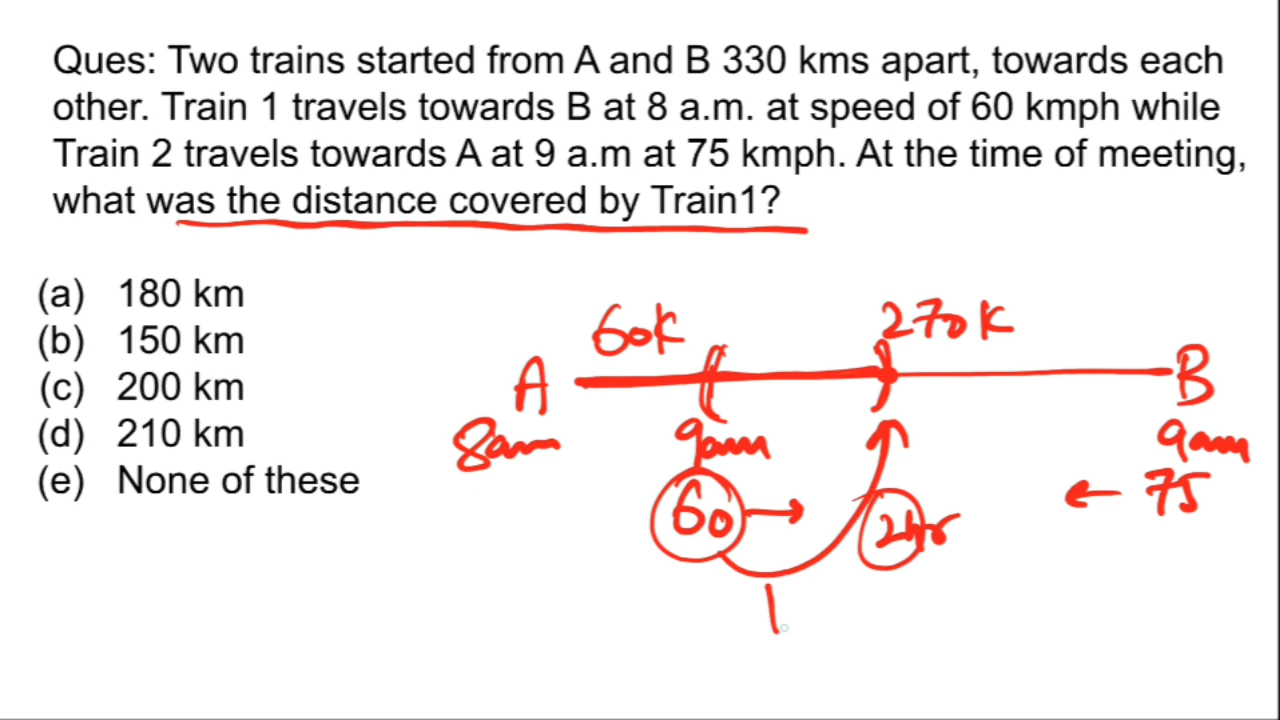 Ques: Two trains started from A and B 330 kms apart, towards each
other. Train 1 travels towards B at 8 a.m. at speed of 60 kmph while
Train 2 travels towards A at 9 a.m at 75 kmph. At the time of meeting,
what was the distance covered by Train1?
(a) 180 km
(b) 150 km
(c) 200 km
(d) 210 km
(e) None of these
60k 270k
A B
8am 9am 9am
60 2hr 75
1